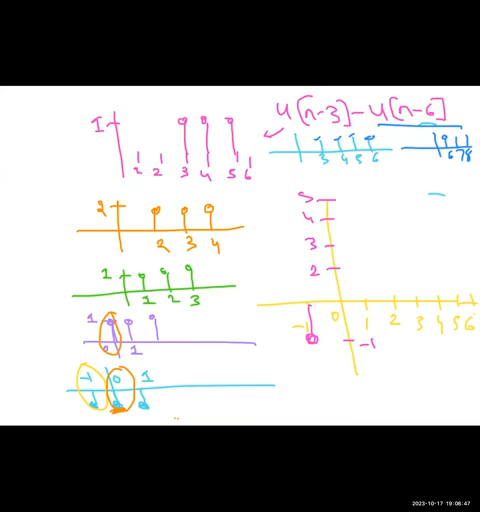 u[n-3] - u[n-6]
1
1 2 3 4 5 6
3 4 5 6
6 7 8
2
2 3 4
1
1 2 3
1
0 1
-1 0 1
5
4
3
2
-1 0 1 2 3 4 5 6
-1
2023-10-17 19:08:47